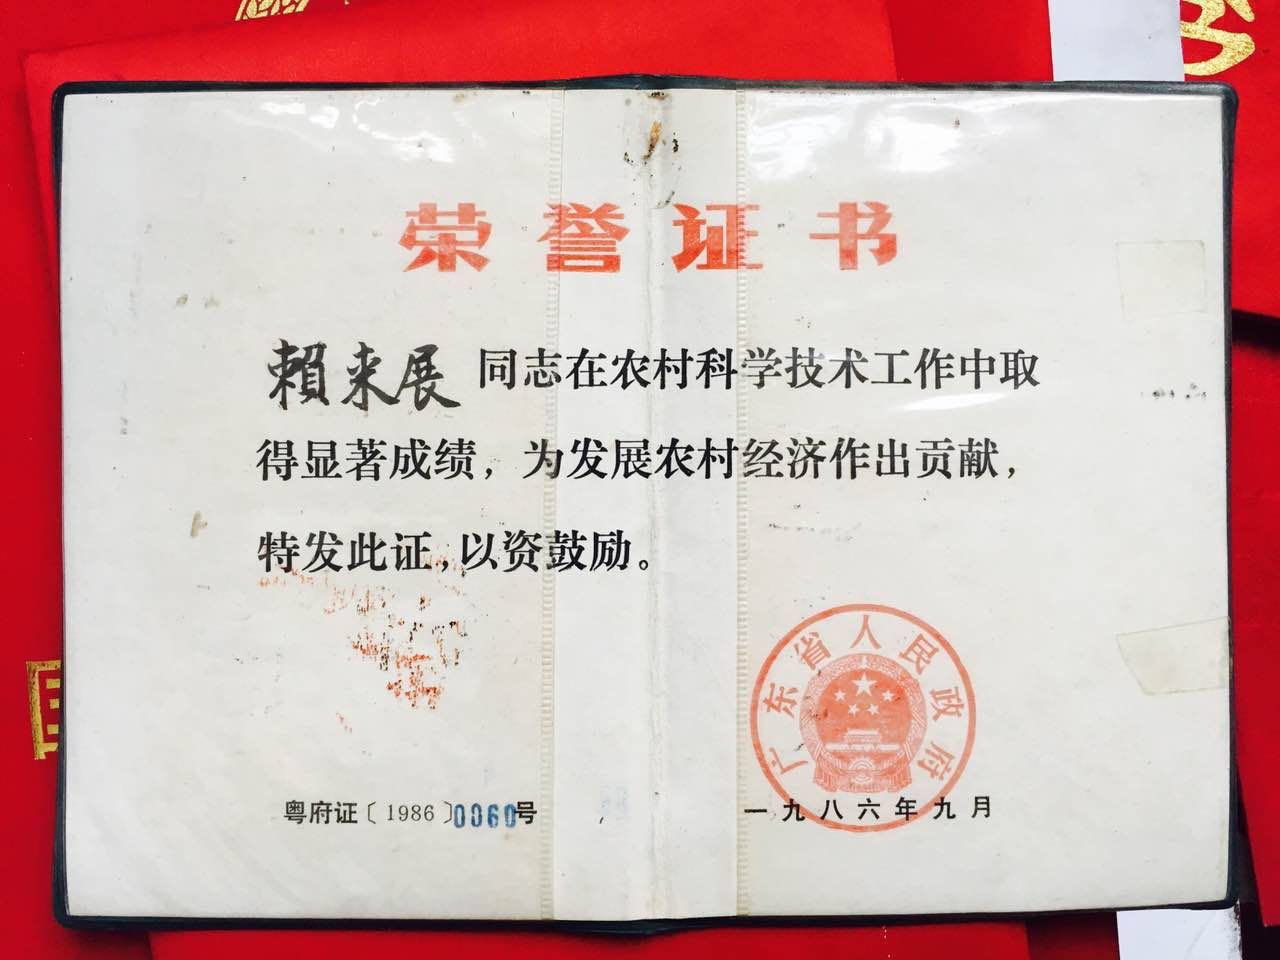 荣誉证书
賴来展 同志在农村科学技术工作中取
得显著成绩，为发展农村经济作出贡献，
特发此证，以资鼓励。
广东省人民政府
粤府证〔1986〕0060号
一九八六年九月